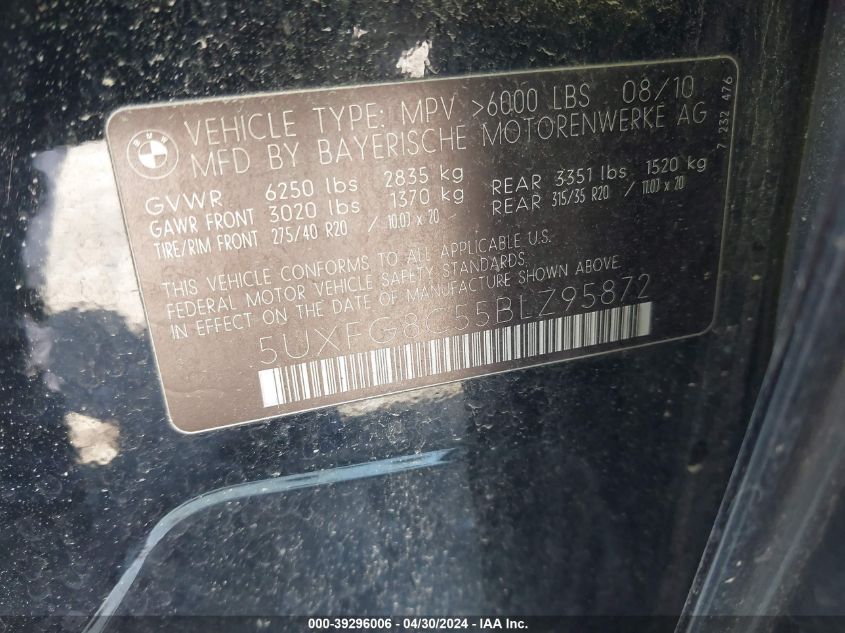 BMW
VEHICLE TYPE: MPV >6000 LBS 08/10
MFD BY BAYERISCHE MOTORENWERKE AG
7 232 476
GVWR 6250 lbs 2835 kg
GAWR FRONT 3020 lbs 1370 kg REAR 3351 lbs 1520 kg
TIRE/RIM FRONT 275/40 R20 / 10.0J x 20 REAR 315/35 R20 / 11.0J x 20
THIS VEHICLE CONFORMS TO ALL APPLICABLE U.S.
FEDERAL MOTOR VEHICLE SAFETY STANDARDS
IN EFFECT ON THE DATE OF MANUFACTURE SHOWN ABOVE.
5UXFG8C55BLZ95872
000-39296006 - 04/30/2024 - IAA Inc.